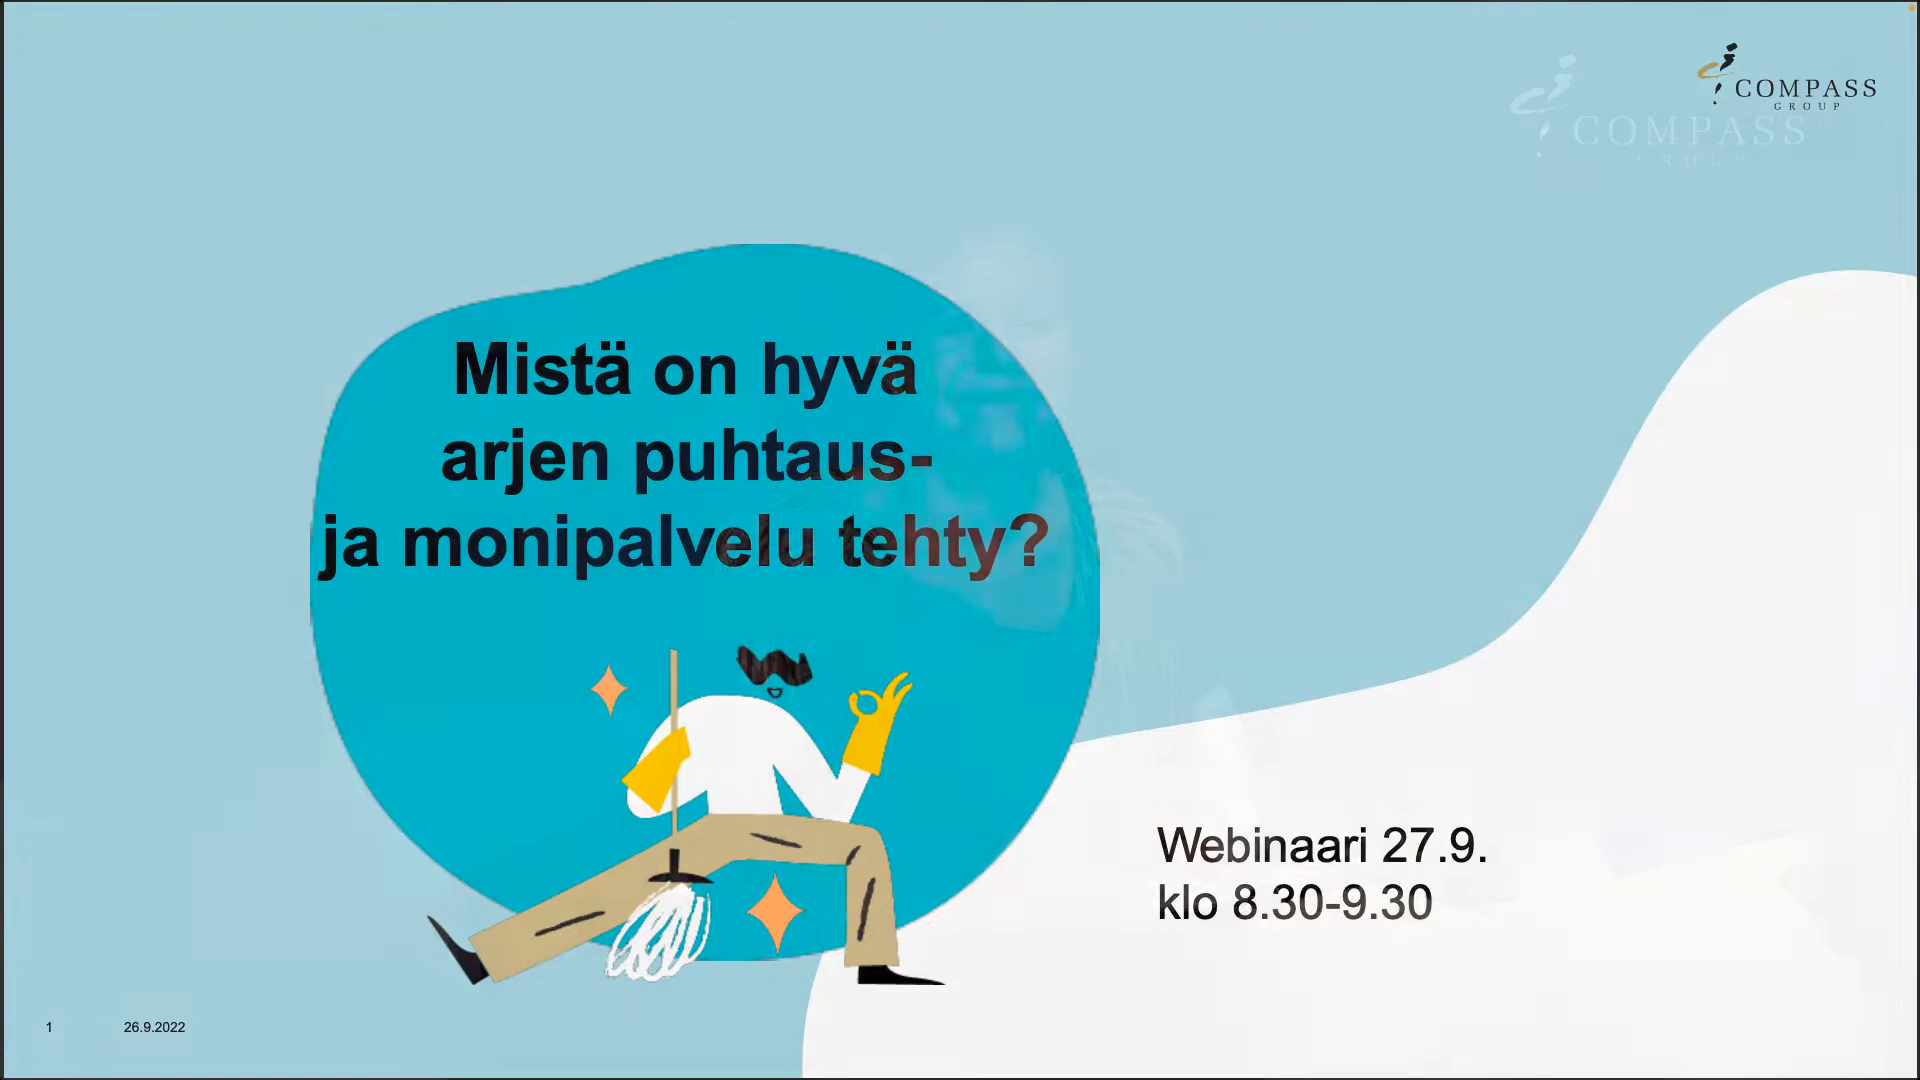 COMPASS
GROUP
COMPASS
Mistä on hyvä
arjen puhtaus-
ja monipalvelu tehty?
Webinaari 27.9.
klo 8.30-9.30
1
26.9.2022